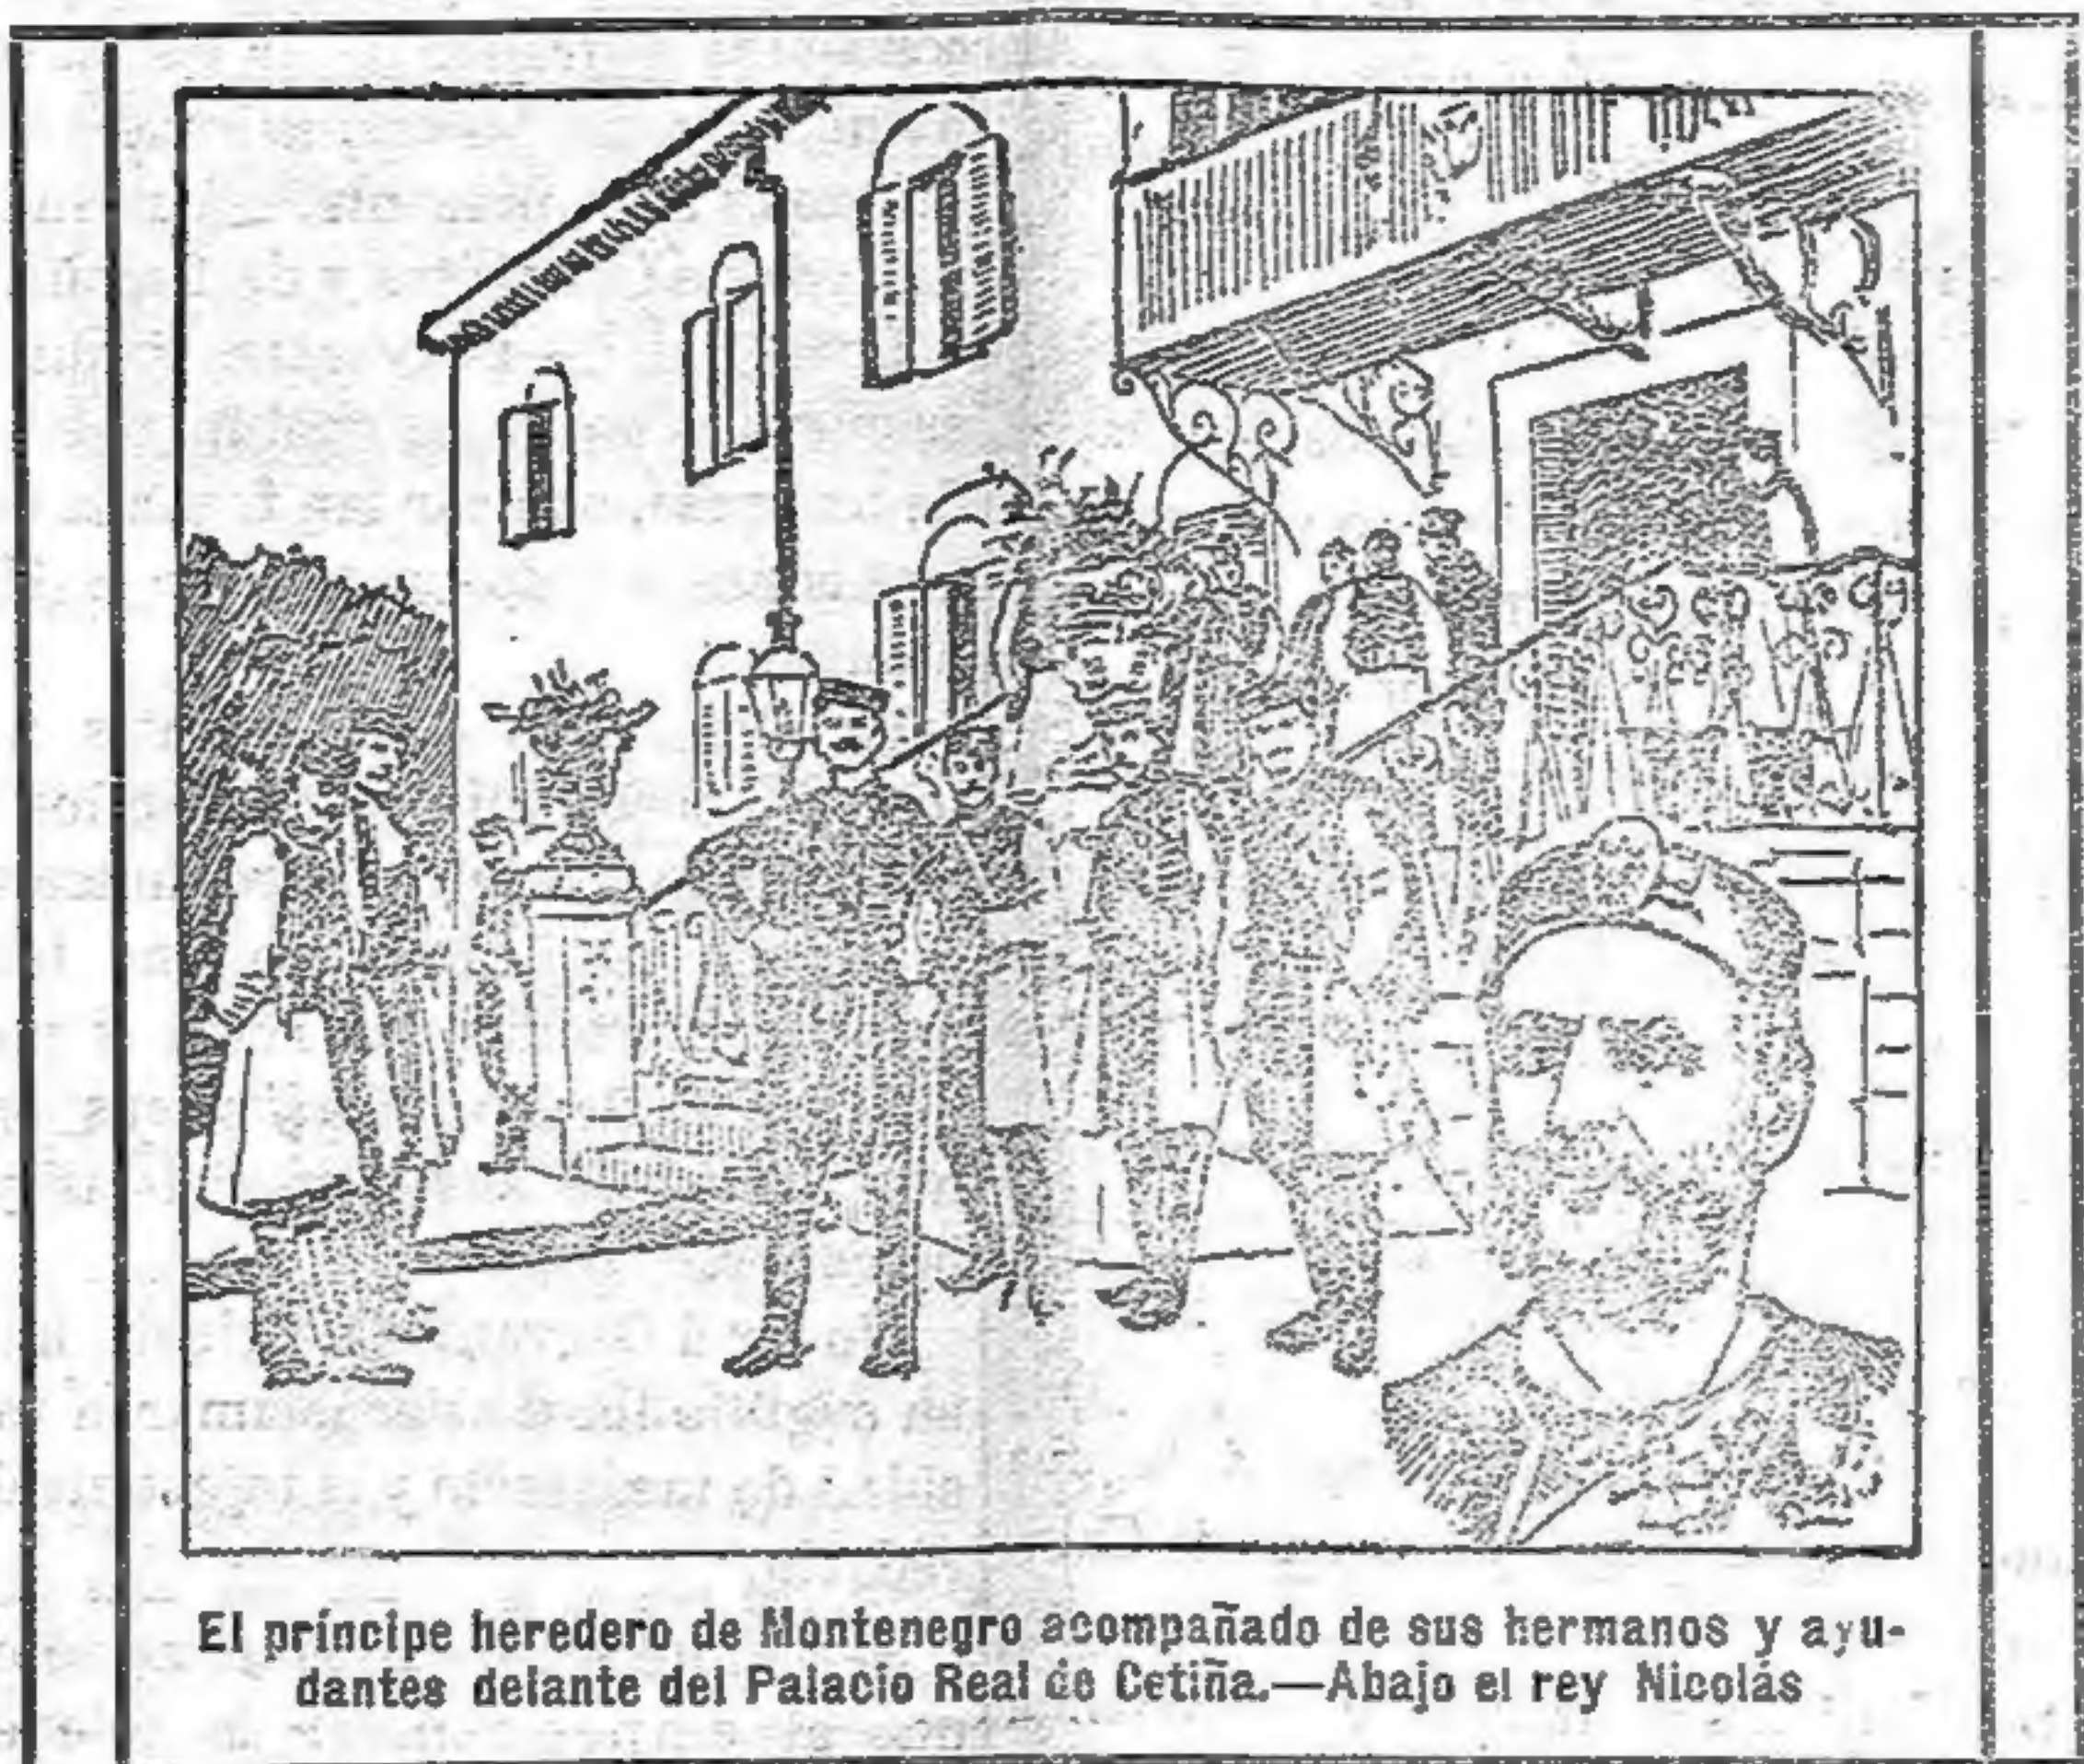 El príncipe heredero de Montenegro acompañado de sus hermanos y ayu-
dantes delante del Palacio Real de Cetiña.—Abajo el rey Nicolás